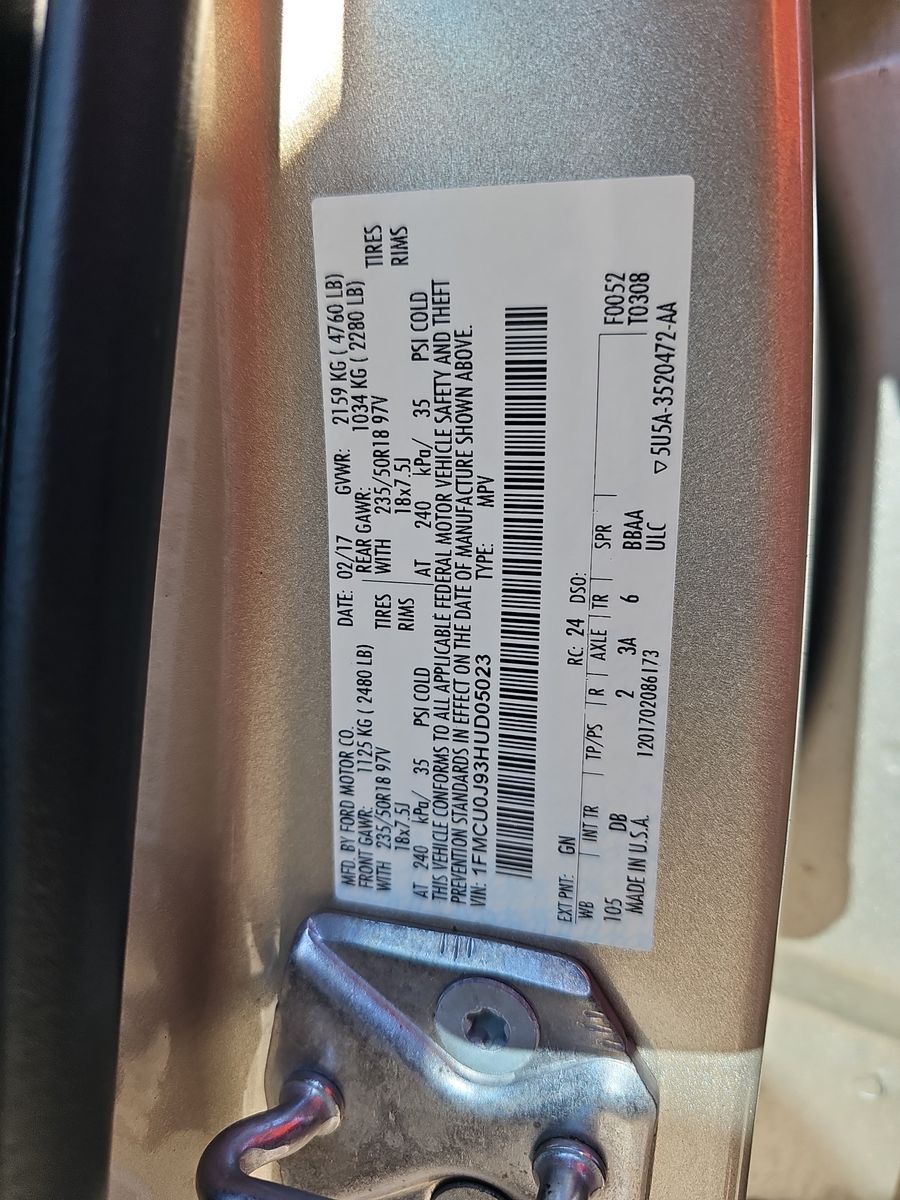 MFD. BY FORD MOTOR CO. DATE: 02/17 GVWR: 2159 KG ( 4760 LB)
FRONT GAWR: 1125 KG ( 2480 LB) REAR GAWR: 1034 KG ( 2280 LB)
WITH 235/50R18 97V TIRES WITH 235/50R18 97V TIRES
18x7.5J RIMS 18x7.5J RIMS
AT 240 kPa/ 35 PSI COLD AT 240 kPa/ 35 PSI COLD
THIS VEHICLE CONFORMS TO ALL APPLICABLE FEDERAL MOTOR VEHICLE SAFETY AND THEFT
PREVENTION STANDARDS IN EFFECT ON THE DATE OF MANUFACTURE SHOWN ABOVE.
VIN: 1FMCU0J93HUD05023 TYPE: MPV
EXT PNT: GN RC: 24 DSO:
WB INT TR TP/PS R AXLE TR SPR F0052
105 DB 2 3A 6 BBAA T0308
MADE IN U.S.A. 1201702086173 ULC ▽5U5A-3520472-AA